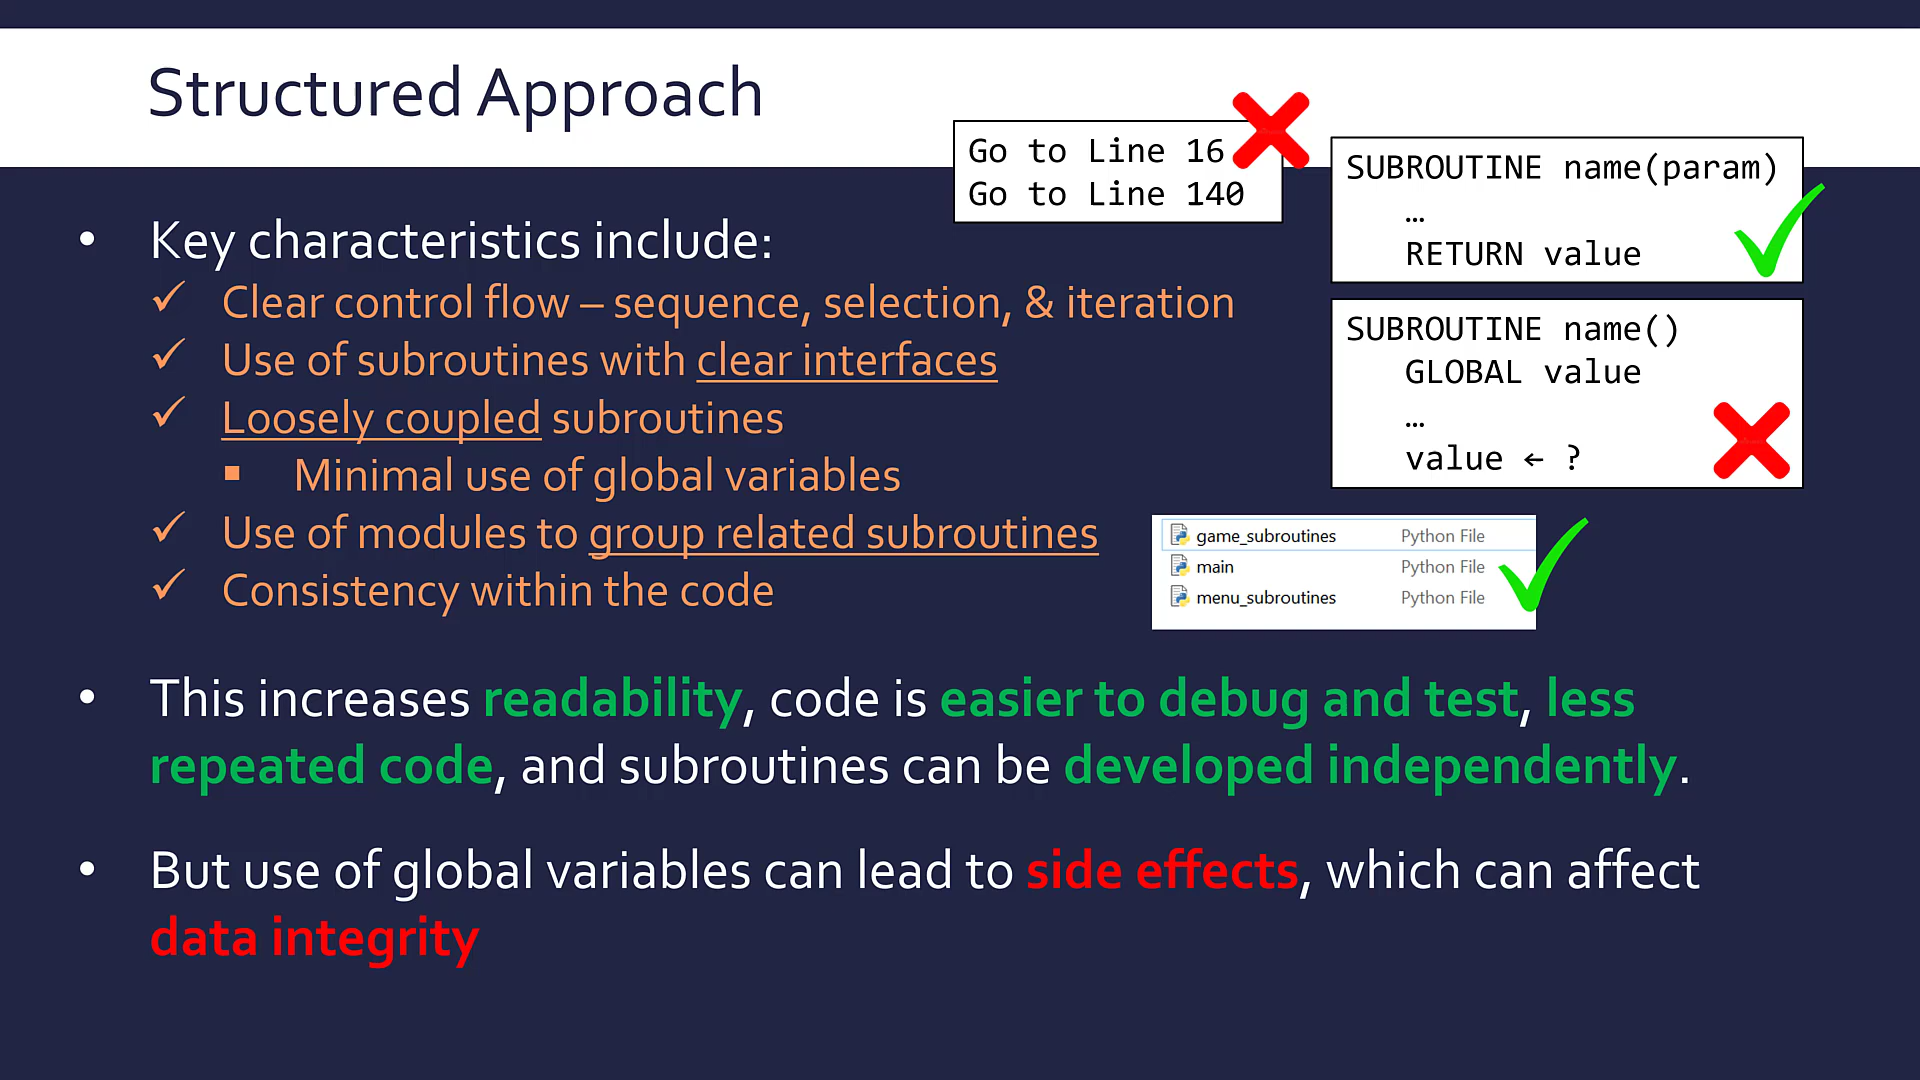 Structured Approach
Go to Line 16
Go to Line 140
SUBROUTINE name(param)
…
RETURN value
SUBROUTINE name()
GLOBAL value
…
value ← ?
• Key characteristics include:
✓ Clear control flow – sequence, selection, & iteration
✓ Use of subroutines with clear interfaces
✓ Loosely coupled subroutines
▪ Minimal use of global variables
✓ Use of modules to group related subroutines
✓ Consistency within the code
game_subroutines Python File
main Python File
menu_subroutines Python File
• This increases readability, code is easier to debug and test, less
repeated code, and subroutines can be developed independently.
• But use of global variables can lead to side effects, which can affect
data integrity